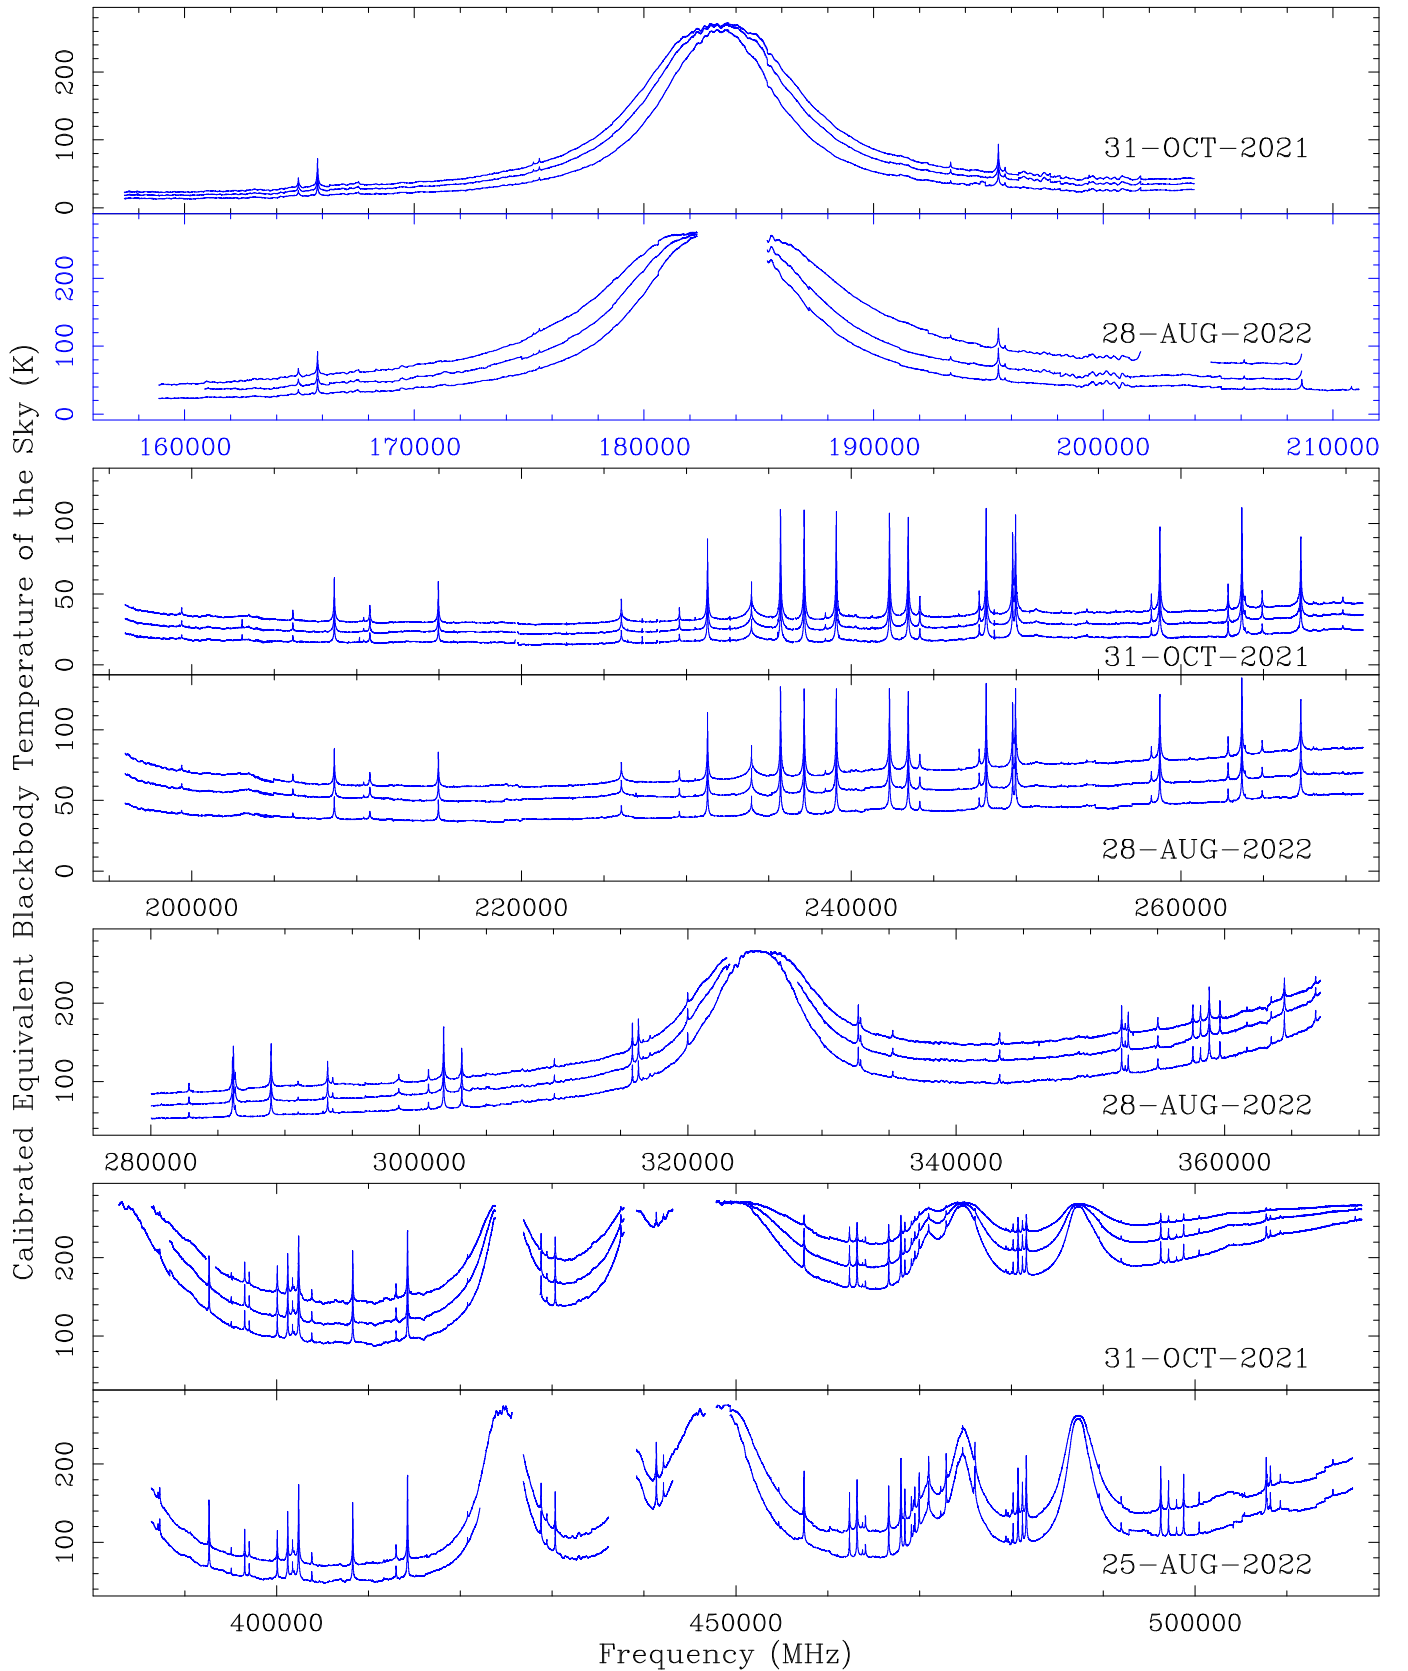 200
100
0
31-OCT-2021
200
100
0
28-AUG-2022
160000 170000 180000 190000 200000 210000
100
50
0
31-OCT-2021
100
50
0
28-AUG-2022
200000 220000 240000 260000
200
100
28-AUG-2022
280000 300000 320000 340000 360000
200
100
31-OCT-2021
200
100
25-AUG-2022
400000 450000 500000
Frequency (MHz)
Calibrated Equivalent Blackbody Temperature of the Sky (K)